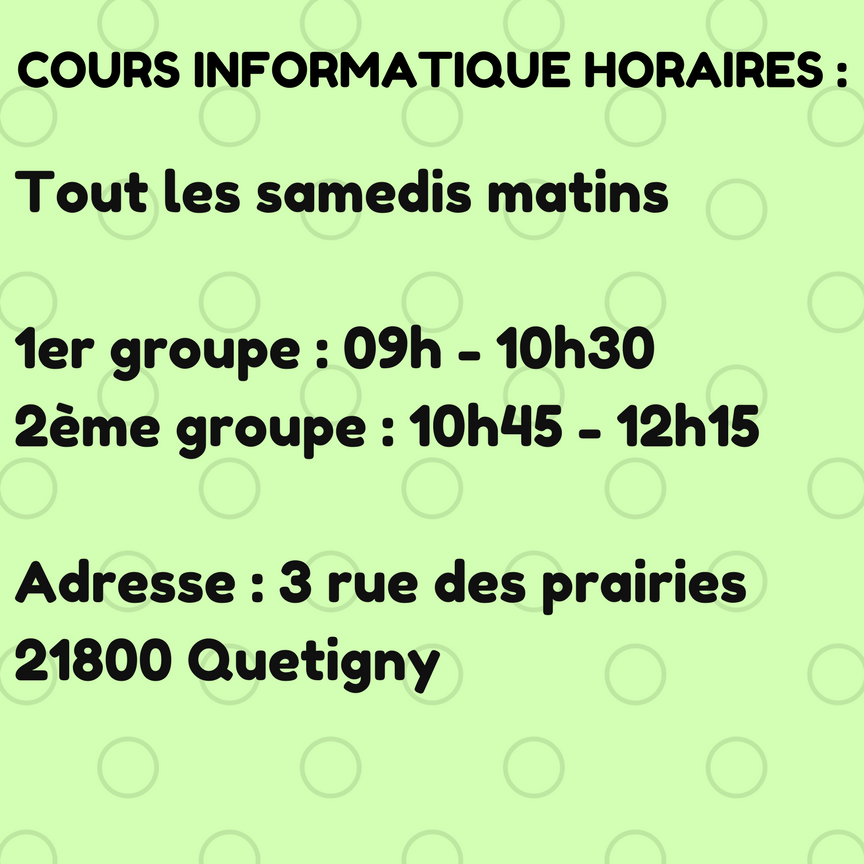 COURS INFORMATIQUE HORAIRES :
Tout les samedis matins
1er groupe : 09h - 10h30
2ème groupe : 10h45 - 12h15
Adresse : 3 rue des prairies
21800 Quetigny